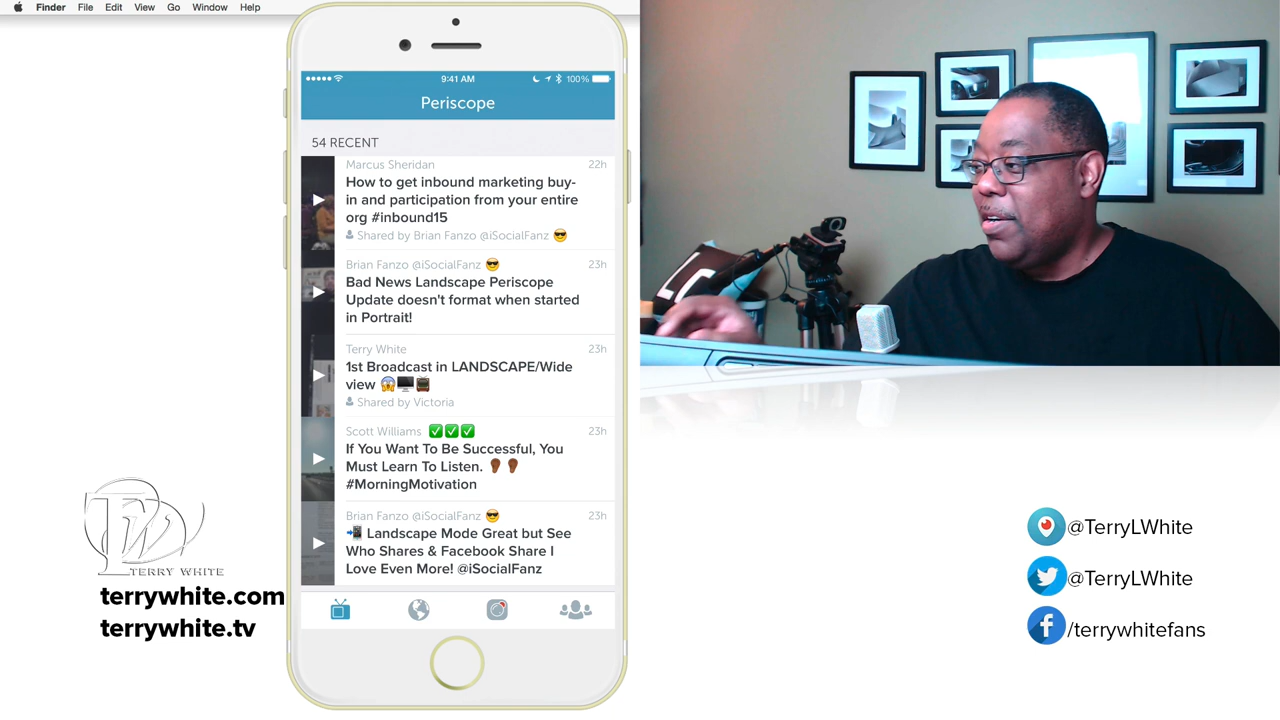 Finder File Edit View Go Window Help
9:41 AM
100%
Periscope
54 RECENT
Marcus Sheridan 22h
How to get inbound marketing buy-
in and participation from your entire
org #inbound15
Shared by Brian Fanzo @iSocialFanz 😎
Brian Fanzo @iSocialFanz 😎 23h
Bad News Landscape Periscope
Update doesn't format when started
in Portrait!
Terry White 23h
1st Broadcast in LANDSCAPE/Wide
view 😱🖥📺
Shared by Victoria
Scott Williams ✅✅✅ 23h
If You Want To Be Successful, You
Must Learn To Listen. 👂🏾👂🏾
#MorningMotivation
Brian Fanzo @iSocialFanz 😎 23h
📲 Landscape Mode Great but See
Who Shares & Facebook Share I
Love Even More! @iSocialFanz
TERRY WHITE
terrywhite.com
terrywhite.tv
@TerryLWhite
@TerryLWhite
/terrywhitefans